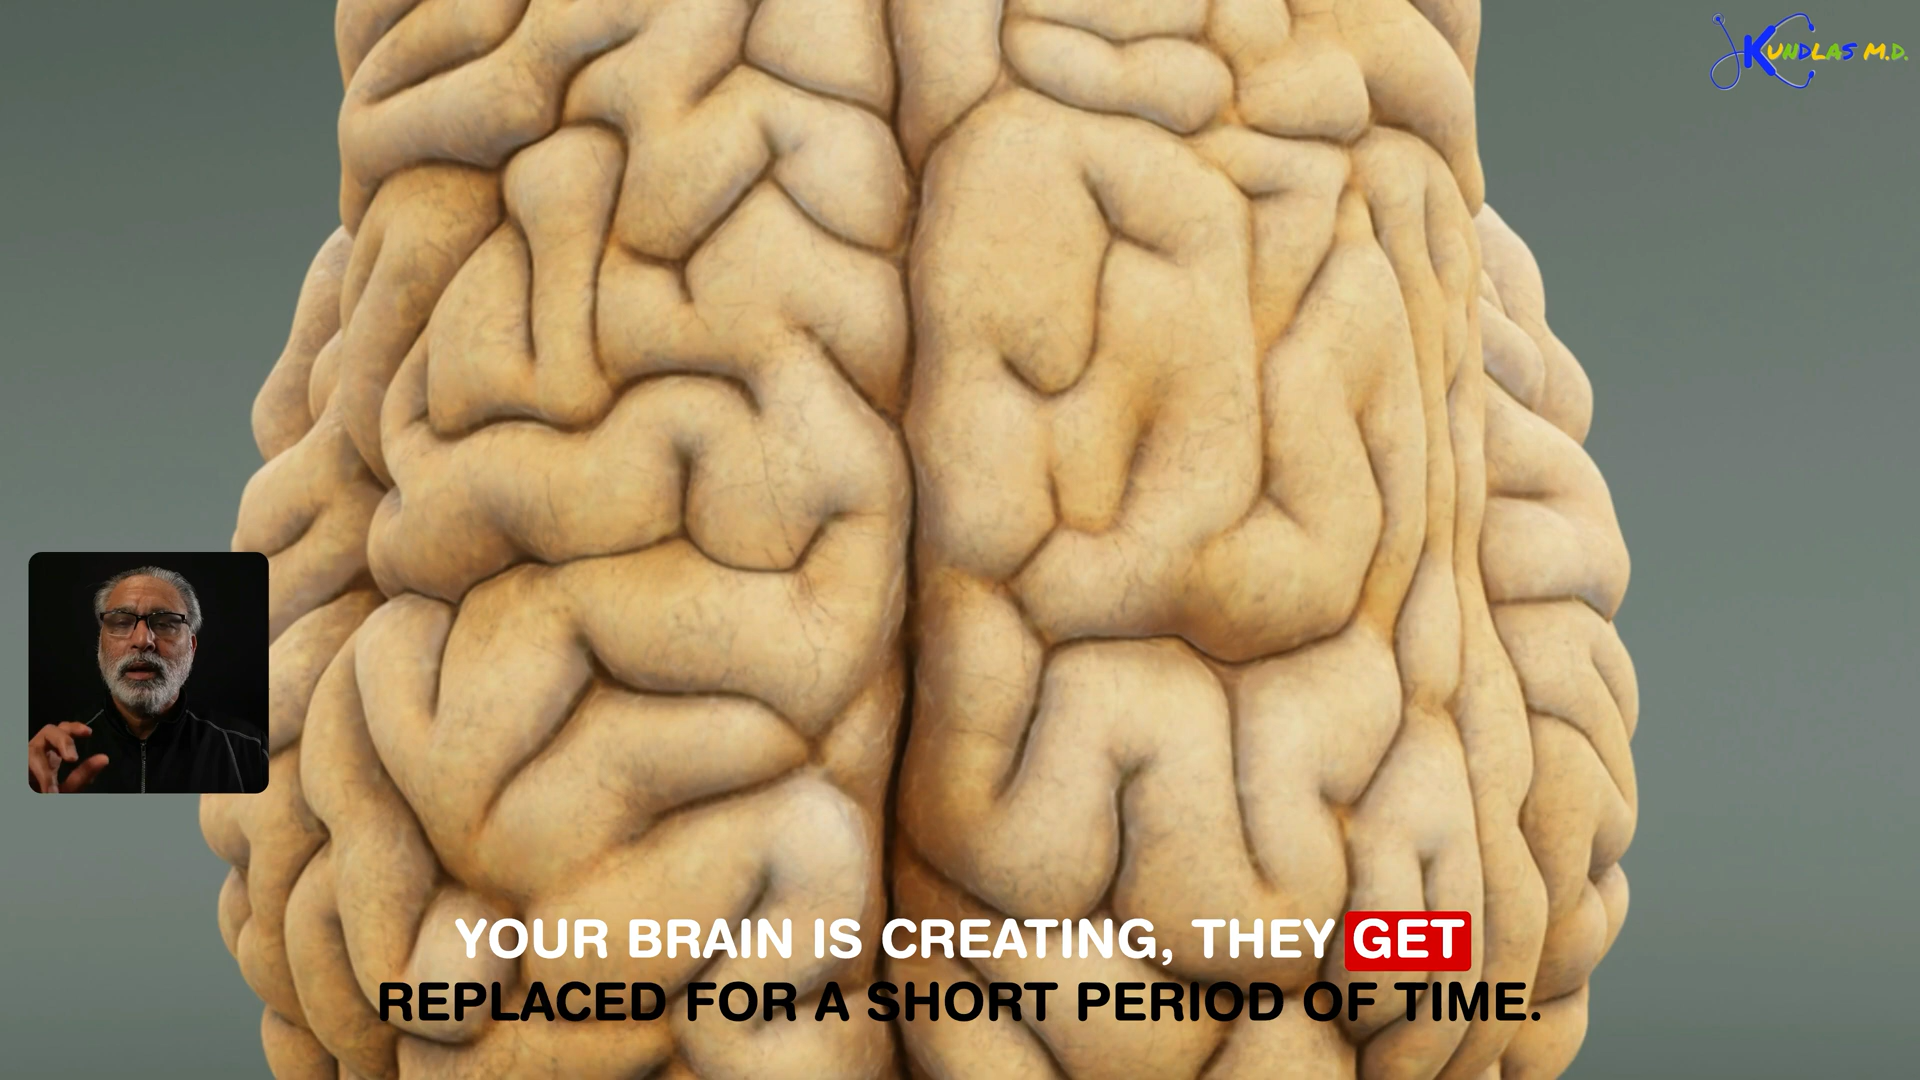 KUNDLAS M.D.
YOUR BRAIN IS CREATING, THEY GET
REPLACED FOR A SHORT PERIOD OF TIME.